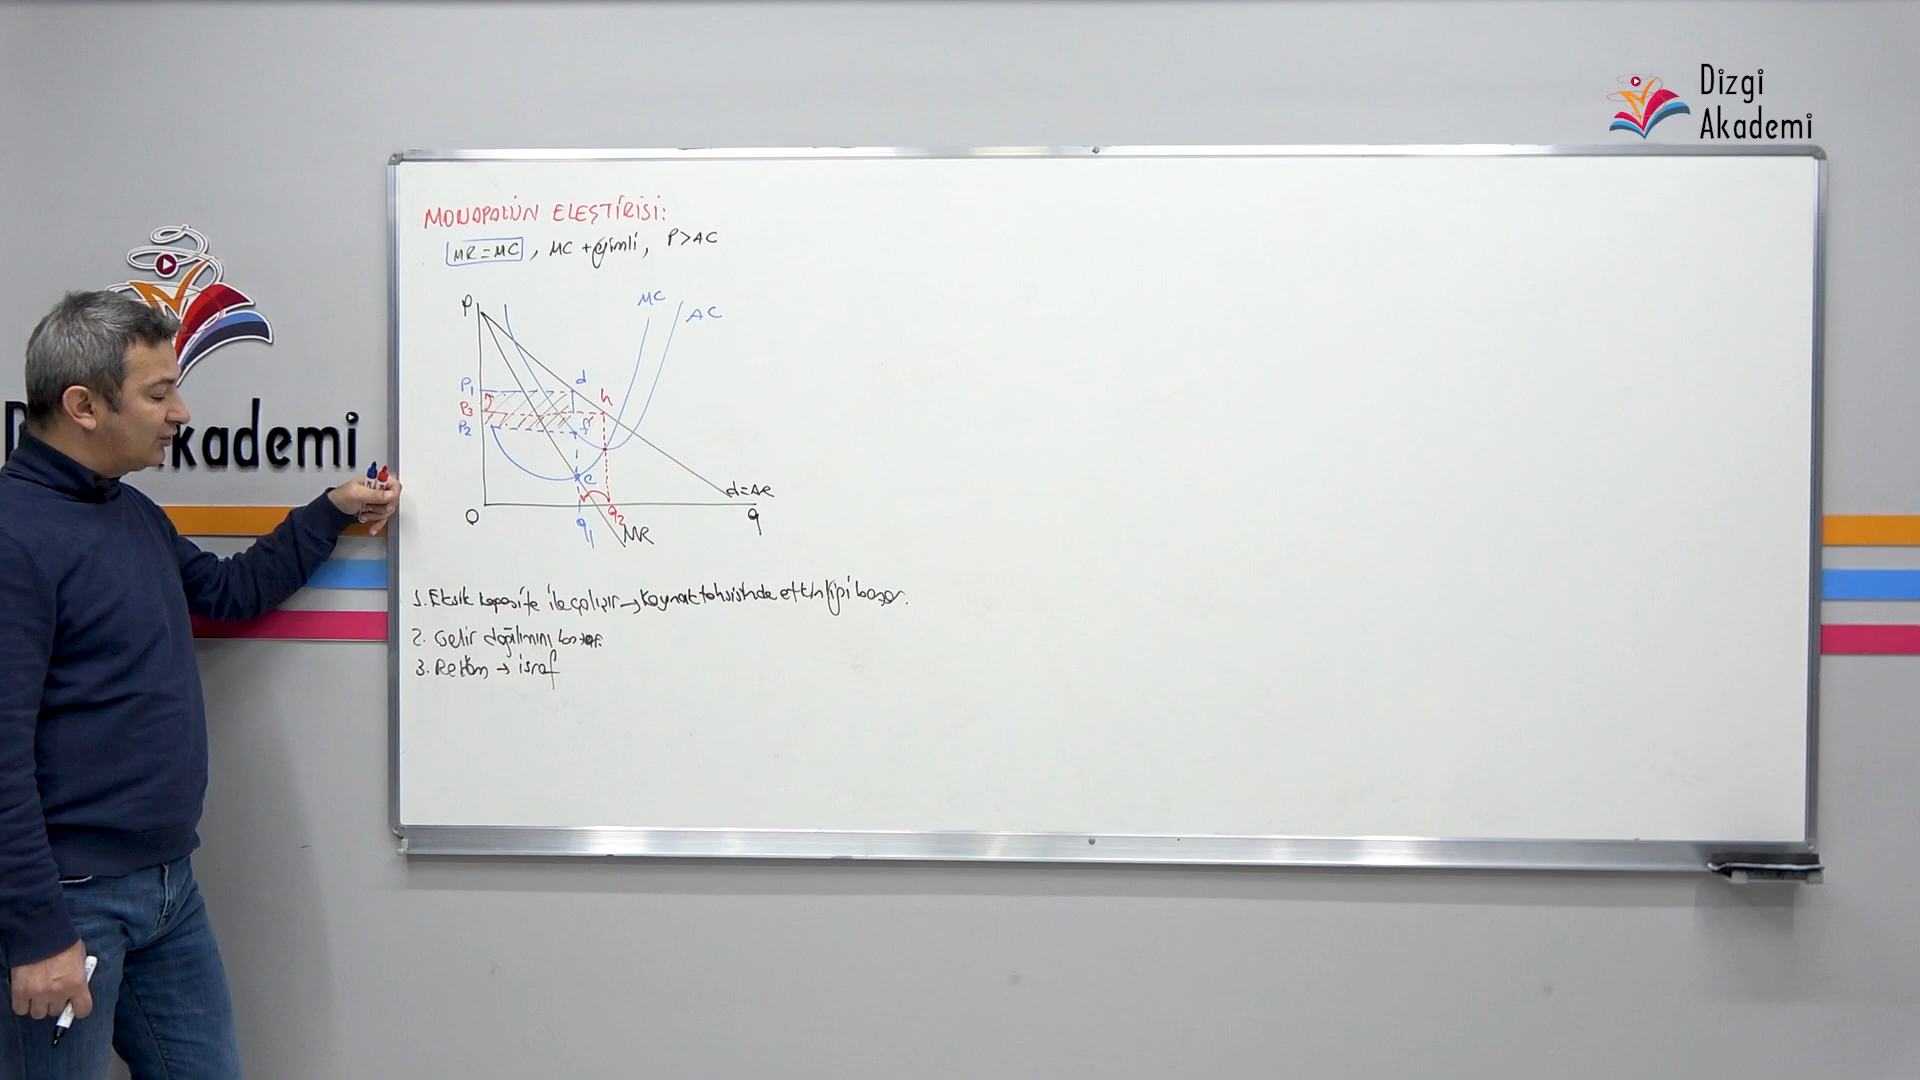 Dizgi
Akademi
MONOPOLÜN ELEŞTİRİSİ:
MR = MC , MC + eğimli, P > AC
P
MC
AC
P1
d
P3
h
P2
f
e
d=AR
O
q1
q2
MR
q
1. Eksik kapasite ile çalışır → Kaynak tahsisinde etkinliği bozar.
2. Gelir dağılımını bozar.
3. Reklam → israf
D
kademi